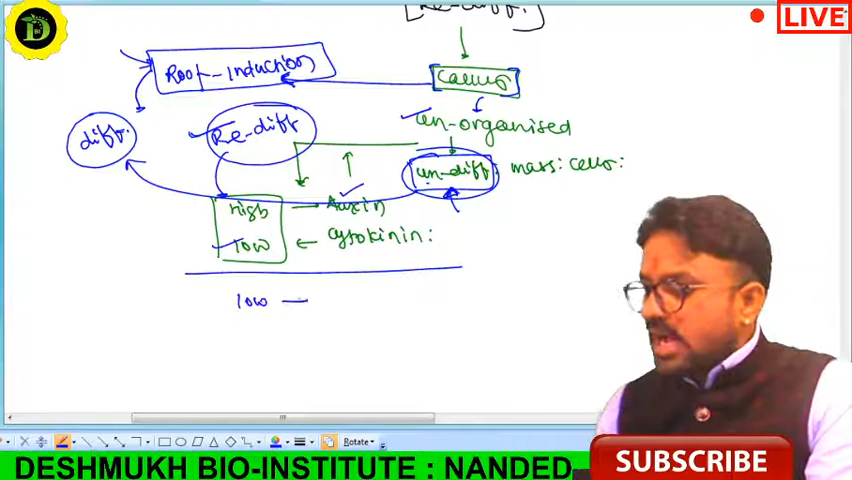 [Re-diff.]
LIVE
D
Root-Induction
callus
diff.
Re-diff
un-organised
un-diff. mass: cells:
High → Auxin
low ← cytokinin:
low —
Rotate
DESHMUKH BIO-INSTITUTE : NANDED
SUBSCRIBE